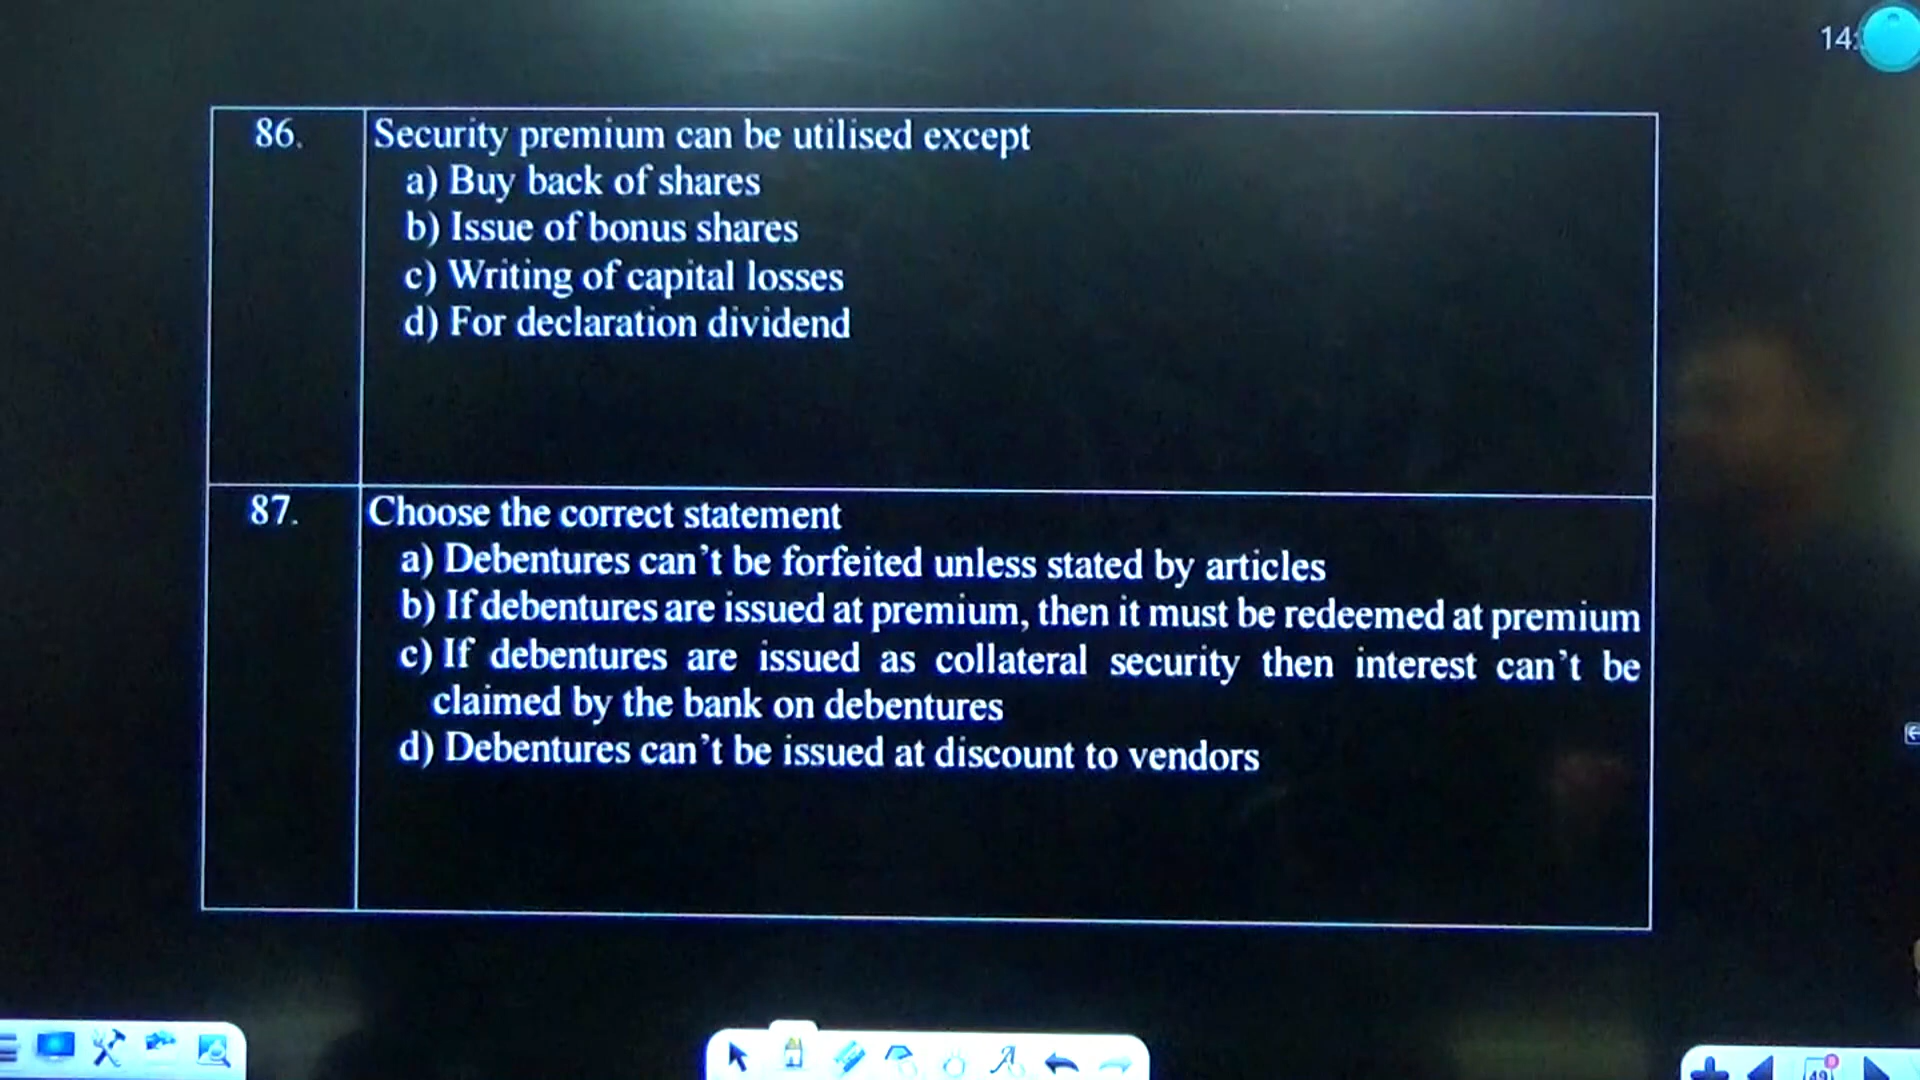 14:
86.
Security premium can be utilised except
a) Buy back of shares
b) Issue of bonus shares
c) Writing of capital losses
d) For declaration dividend
87.
Choose the correct statement
a) Debentures can't be forfeited unless stated by articles
b) If debentures are issued at premium, then it must be redeemed at premium
c) If debentures are issued as collateral security then interest can't be
claimed by the bank on debentures
d) Debentures can't be issued at discount to vendors
49